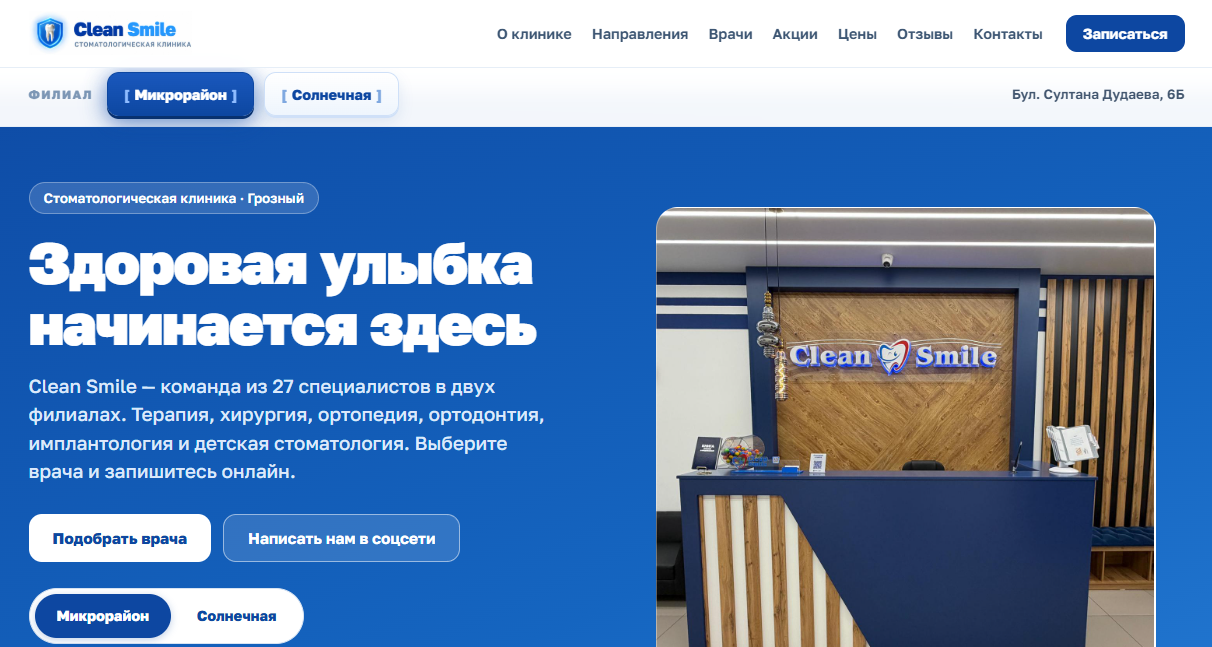 Clean Smile
СТОМАТОЛОГИЧЕСКАЯ КЛИНИКА
О клинике
Направления
Врачи
Акции
Цены
Отзывы
Контакты
Записаться
ФИЛИАЛ
[ Микрорайон ]
[ Солнечная ]
Бул. Султана Дудаева, 6Б
Стоматологическая клиника · Грозный
Здоровая улыбка
начинается здесь
Clean Smile — команда из 27 специалистов в двух
филиалах. Терапия, хирургия, ортопедия, ортодонтия,
имплантология и детская стоматология. Выберите
врача и запишитесь онлайн.
Подобрать врача
Написать нам в соцсети
Микрорайон
Солнечная
Clean Smile